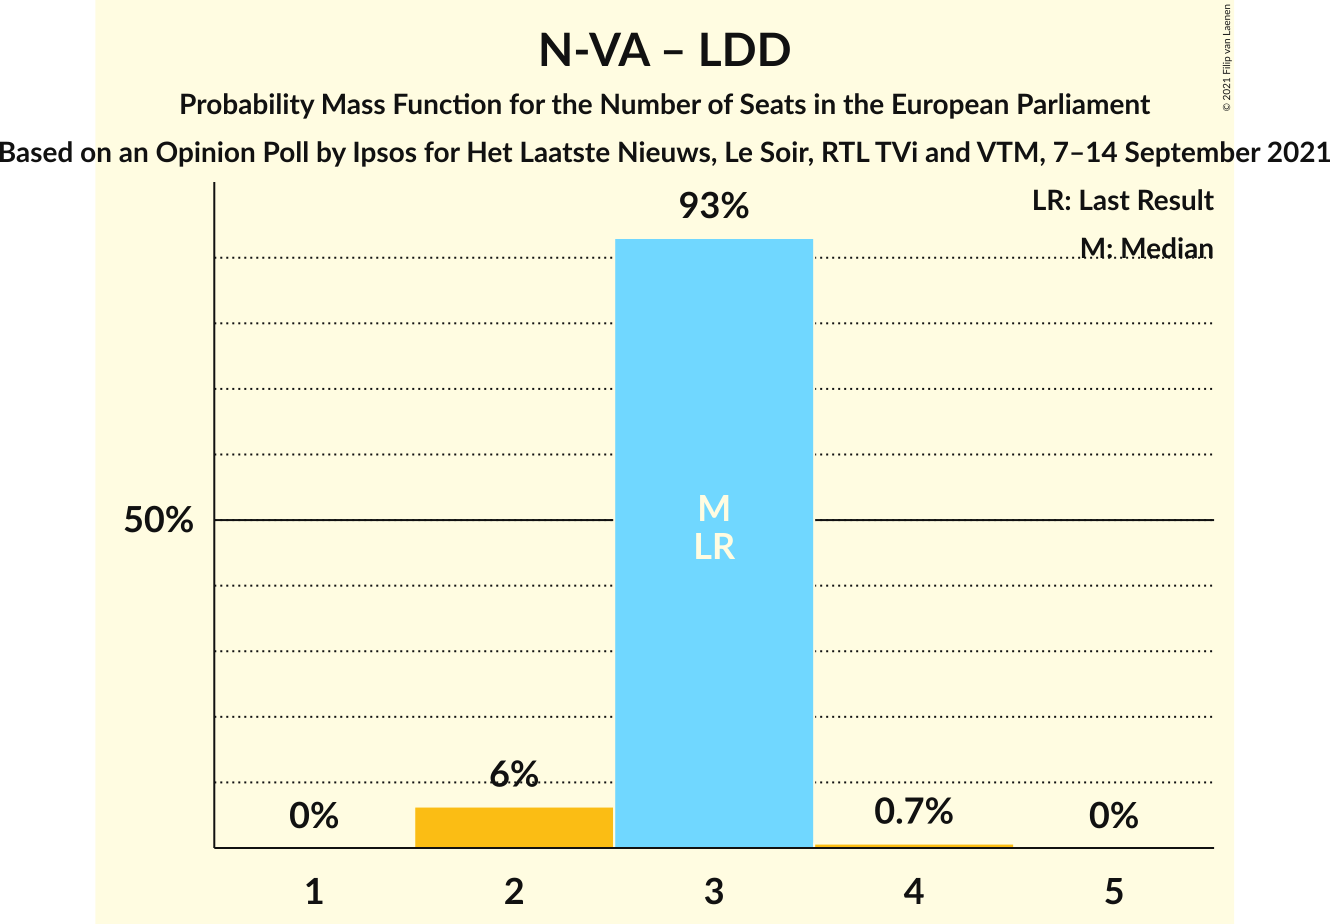 N-VA – LDD
Probability Mass Function for the Number of Seats in the European Parliament
Based on an Opinion Poll by Ipsos for Het Laatste Nieuws, Le Soir, RTL TVi and VTM, 7–14 September 2021
© 2021 Filip van Laenen
LR: Last Result
M: Median
93%
50%
M
LR
6%
0%
0.7%
0%
1 2 3 4 5